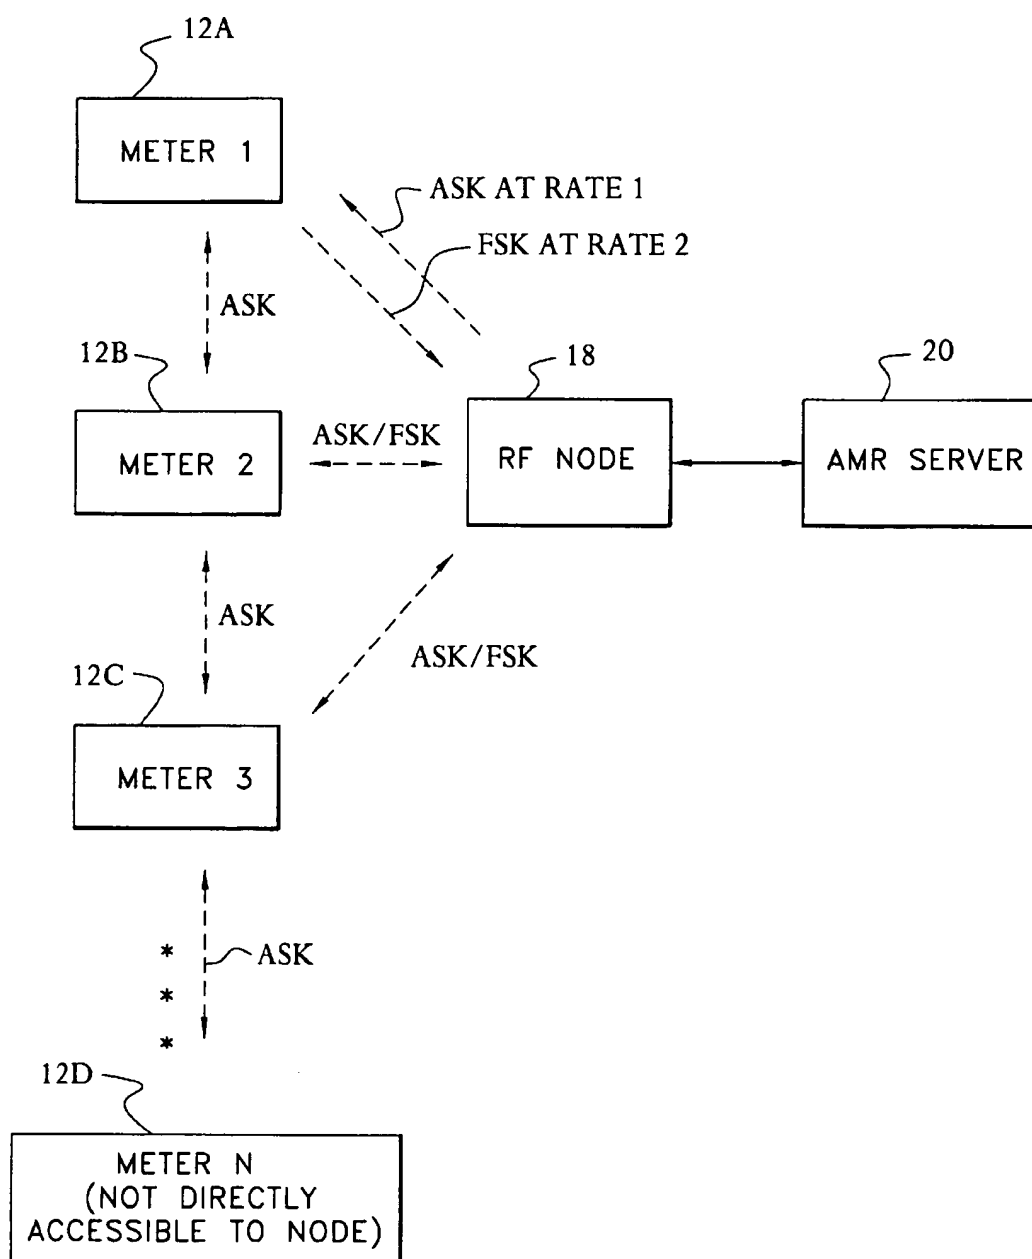 12A
METER 1
ASK AT RATE 1
FSK AT RATE 2
ASK
12B
18
20
METER 2
ASK/FSK
RF NODE
AMR SERVER
ASK
ASK/FSK
12C
METER 3
*
ASK
*
*
12D
METER N
(NOT DIRECTLY
ACCESSIBLE TO NODE)